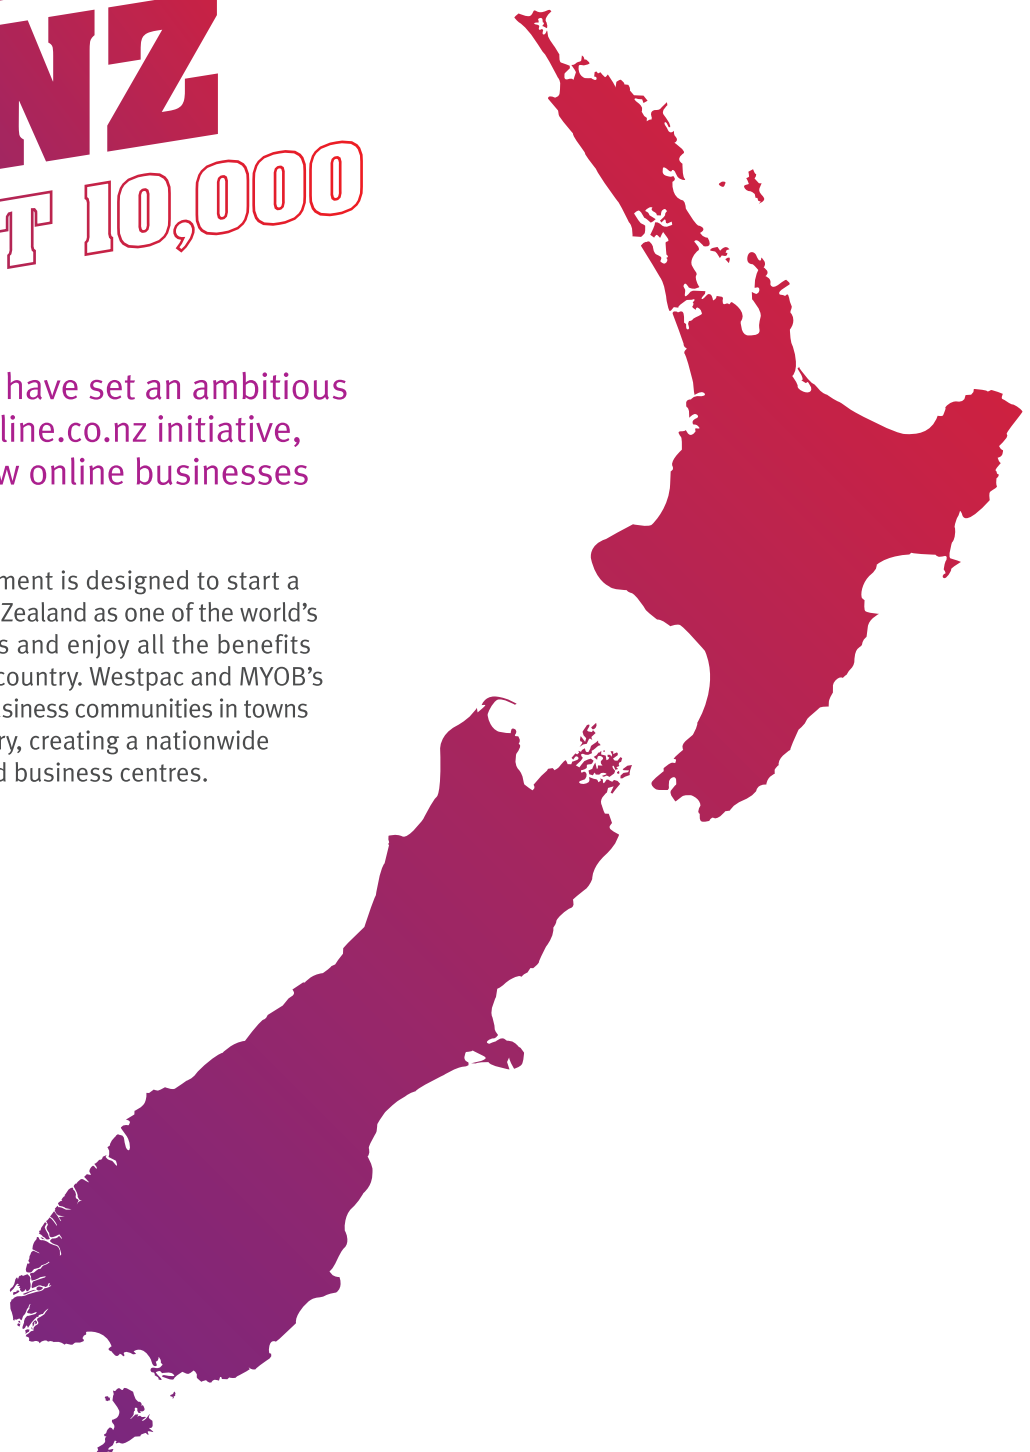 NZ
T 10,000
have set an ambitious
line.co.nz initiative,
w online businesses
ment is designed to start a
Zealand as one of the world's
s and enjoy all the benefits
country. Westpac and MYOB's
siness communities in towns
ry, creating a nationwide
d business centres.